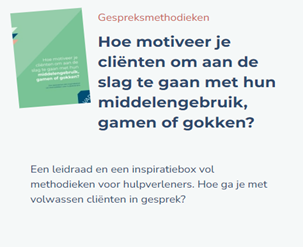 Gespreksmethodieken
Hoe motiveer je
cliënten om aan de
slag te gaan met hun
middelengebruik,
gamen of gokken?
Hoe motiveer je
cliënten om aan de
slag te gaan met hun
middelengebruik,
gamen of gokken?
Een leidraad en een inspiratiebox vol
methodieken voor hulpverleners. Hoe ga je met
volwassen cliënten in gesprek?